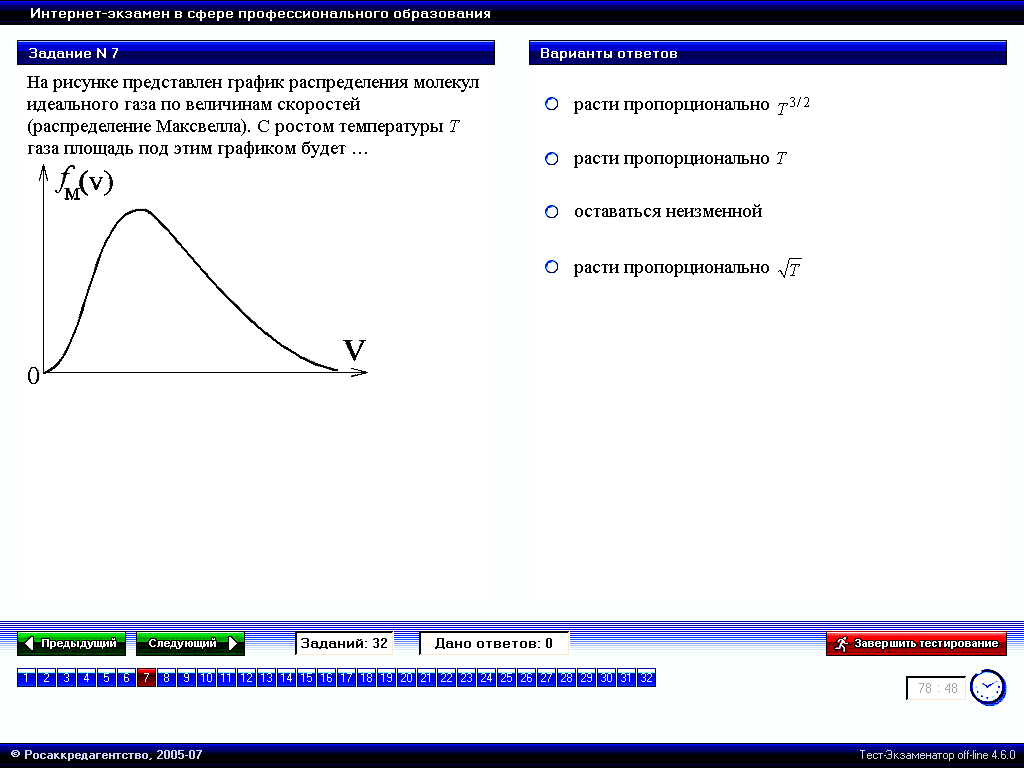 Интернет-экзамен в сфере профессионального образования
Задание N 7
На рисунке представлен график распределения молекул
идеального газа по величинам скоростей
(распределение Максвелла). С ростом температуры T
газа площадь под этим графиком будет …
f_M(v)
V
0
Варианты ответов
расти пропорционально T^{3/2}
расти пропорционально T
оставаться неизменной
расти пропорционально √T
Предыдущий
Следующий
Заданий: 32
Дано ответов: 0
Завершить тестирование
1 2 3 4 5 6 7 8 9 10 11 12 13 14 15 16 17 18 19 20 21 22 23 24 25 26 27 28 29 30 31 32
78 : 48
© Росаккредагентство, 2005-07
Тест-Экзаменатор off-line 4.6.0